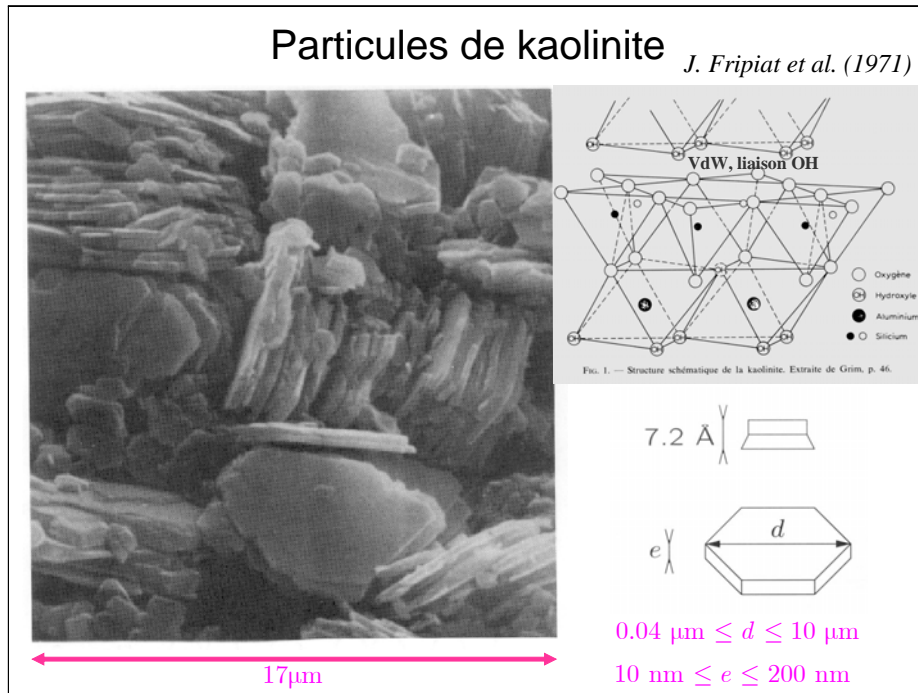 Particules de kaolinite
J. Fripiat et al. (1971)
VdW, liaison OH
Oxygène
Hydroxyle
Aluminium
Silicium
FIG. 1. — Structure schématique de la kaolinite. Extraite de Grim, p. 46.
7.2 Å
e
d
0.04 µm ≤ d ≤ 10 µm
10 nm ≤ e ≤ 200 nm
17µm